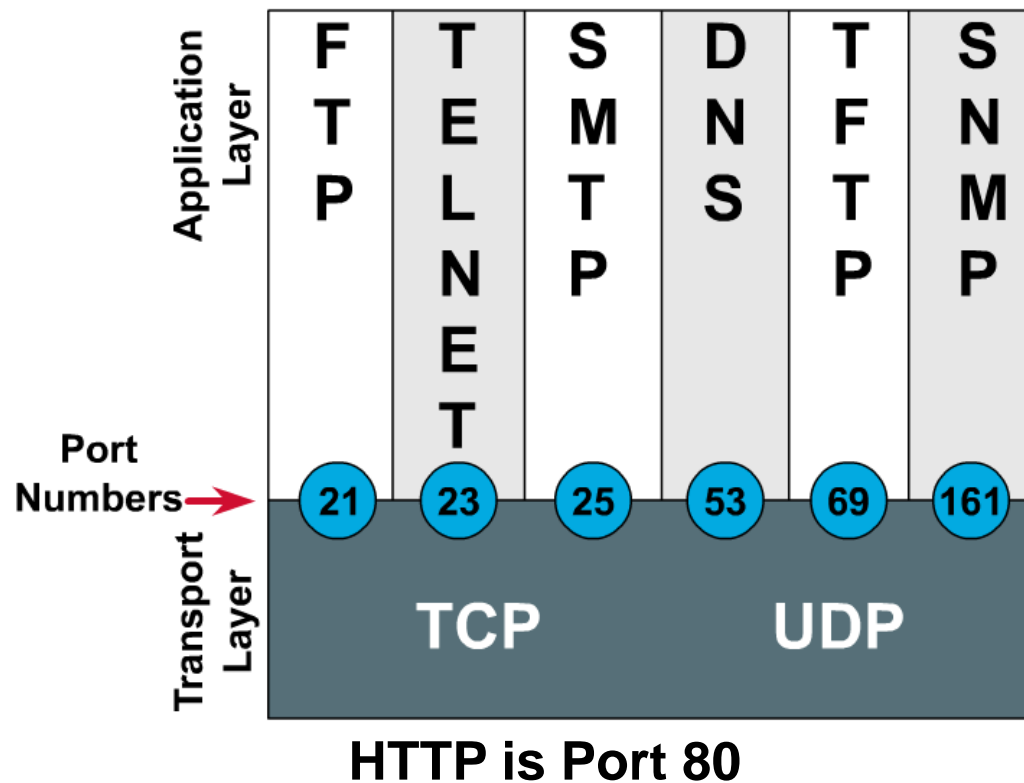 Application
Layer
FTP
TELNET
SMTP
DNS
TFTP
SNMP
Port
Numbers
21 23 25 53 69 161
Transport
Layer
TCP UDP
HTTP is Port 80